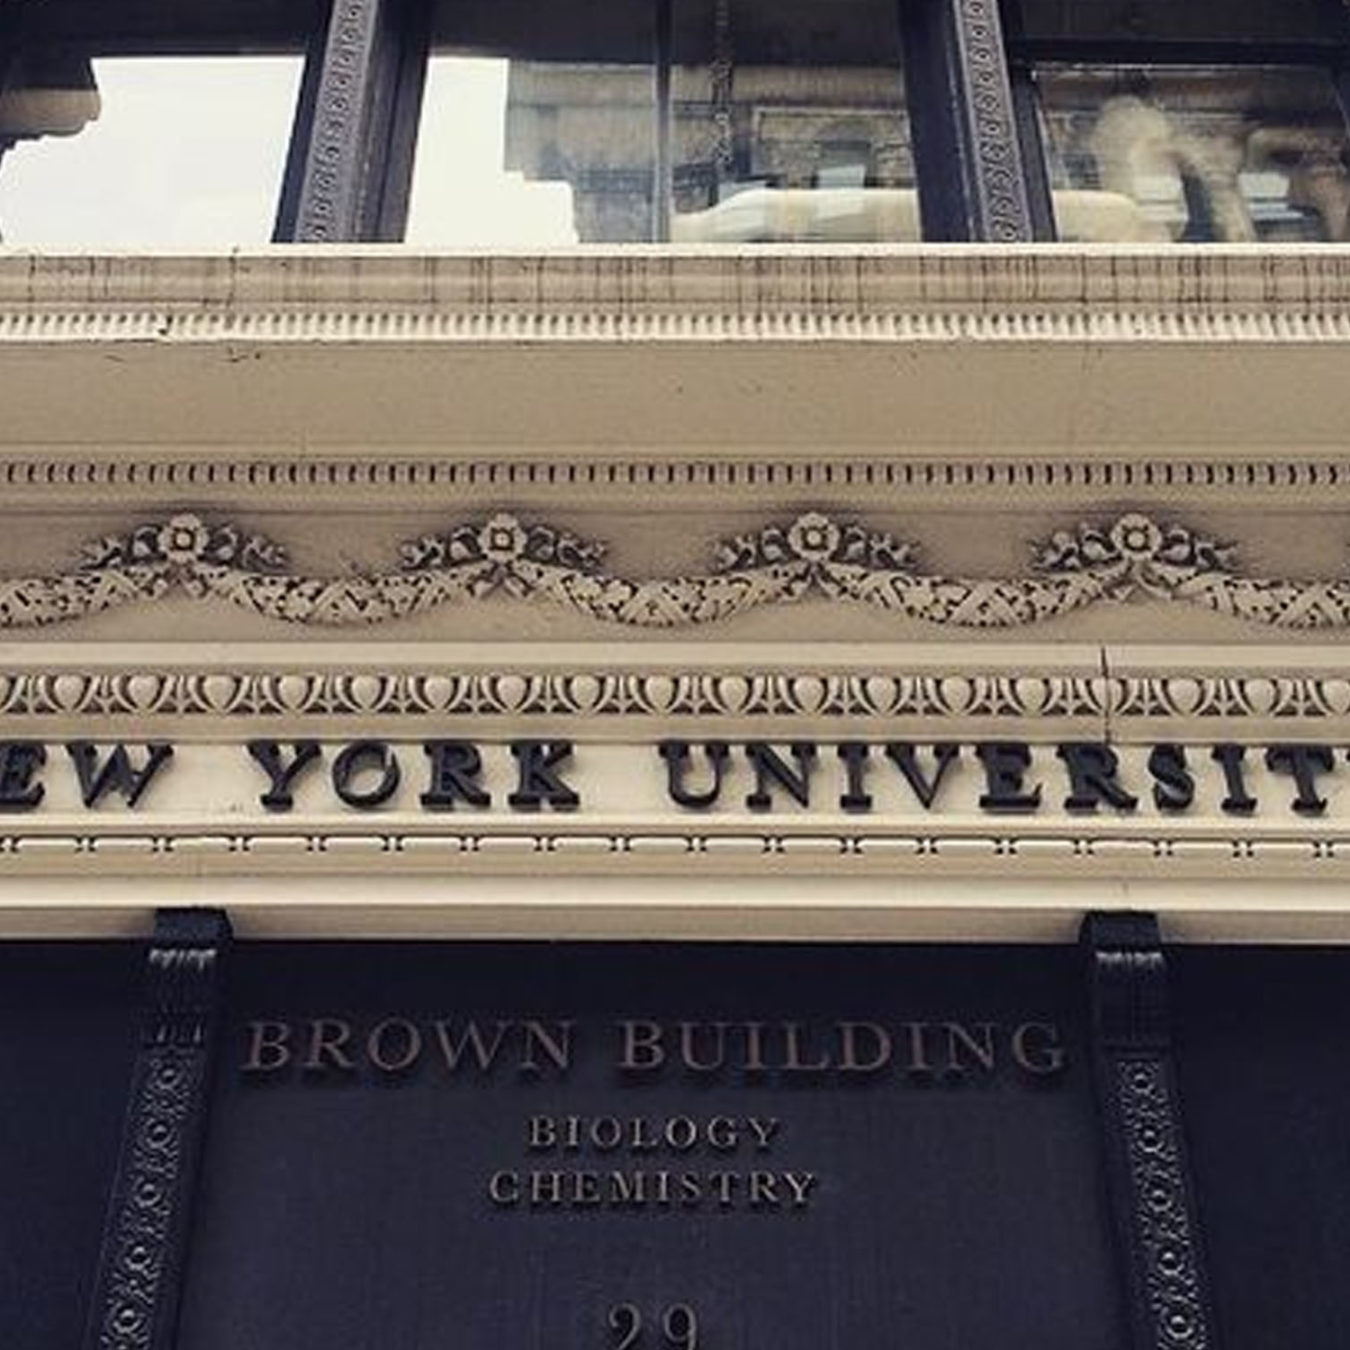 EW YORK UNIVERSIT
BROWN BUILDING
BIOLOGY
CHEMISTRY
29